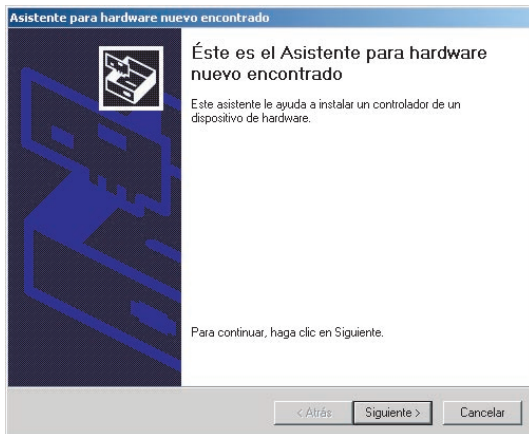 Asistente para hardware nuevo encontrado
Éste es el Asistente para hardware
nuevo encontrado
Este asistente le ayuda a instalar un controlador de un
dispositivo de hardware.
Para continuar, haga clic en Siguiente.
< Atrás
Siguiente >
Cancelar